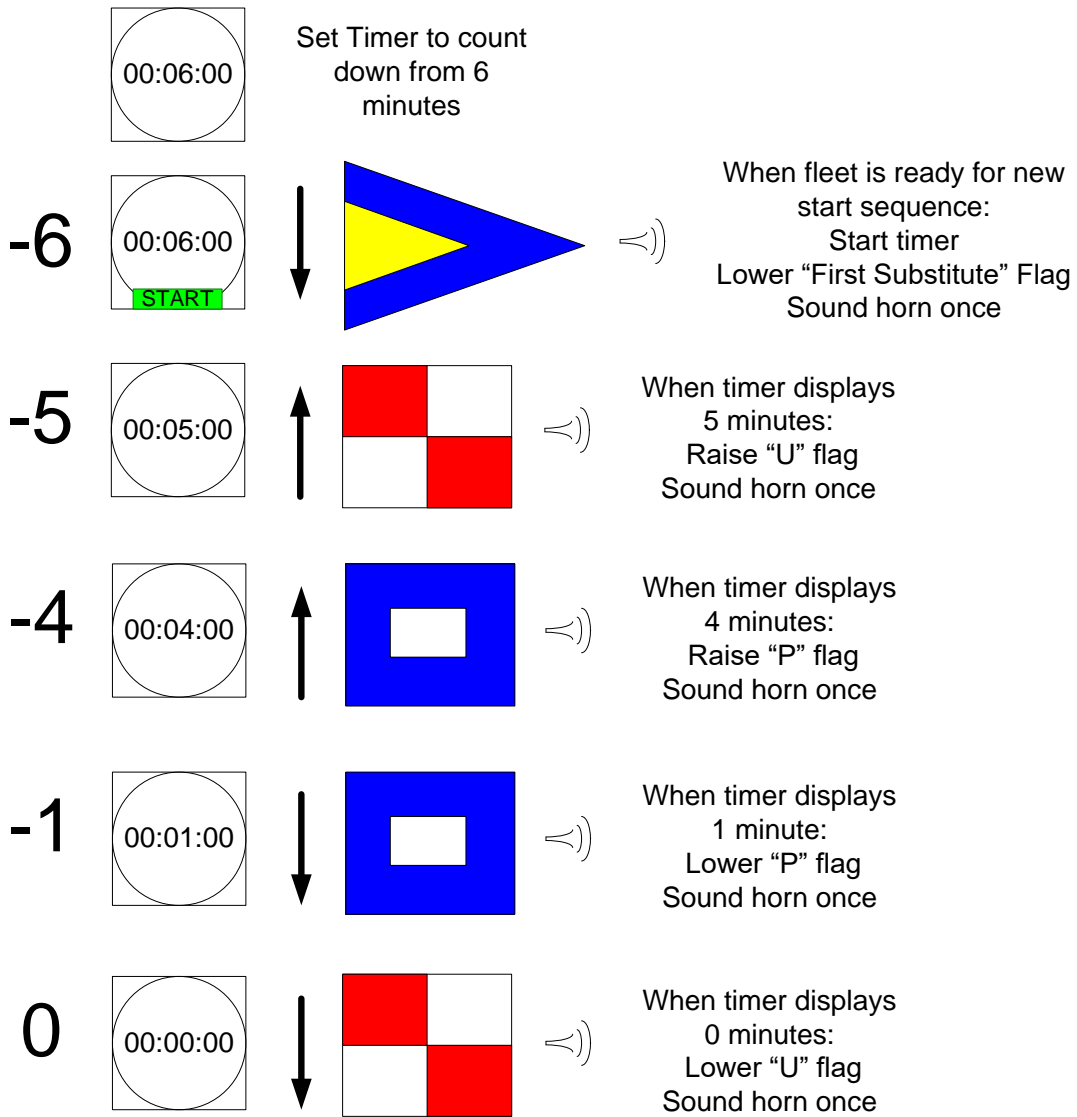 00:06:00
Set Timer to count
down from 6
minutes
-6
00:06:00
START
When fleet is ready for new
start sequence:
Start timer
Lower “First Substitute” Flag
Sound horn once
-5
00:05:00
When timer displays
5 minutes:
Raise “U” flag
Sound horn once
-4
00:04:00
When timer displays
4 minutes:
Raise “P” flag
Sound horn once
-1
00:01:00
When timer displays
1 minute:
Lower “P” flag
Sound horn once
0
00:00:00
When timer displays
0 minutes:
Lower “U” flag
Sound horn once